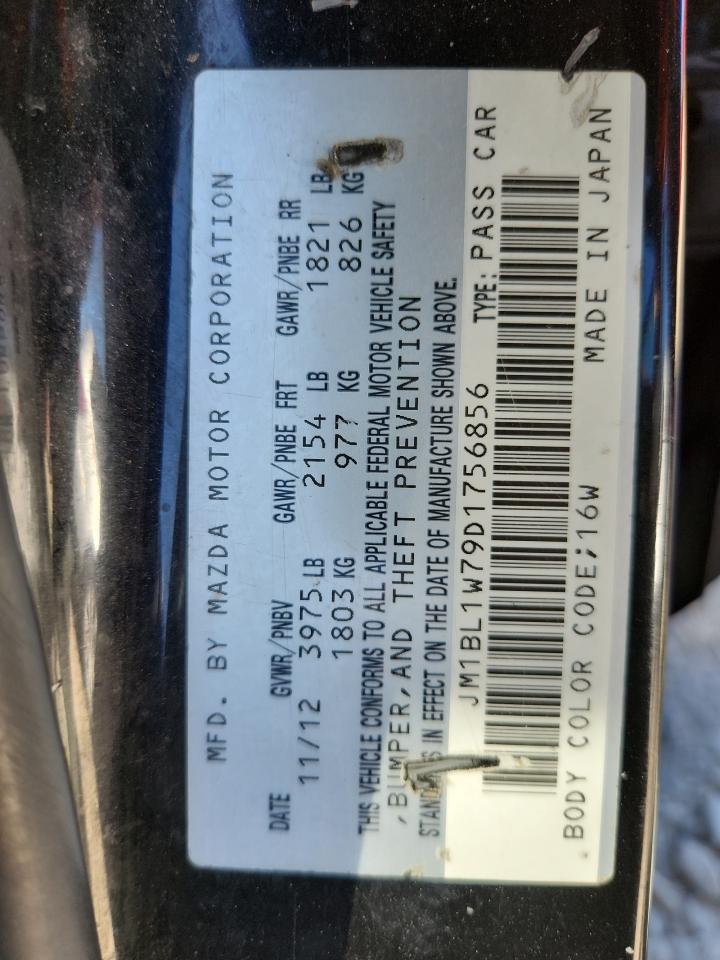 MFD. BY MAZDA MOTOR CORPORATION
DATE GVWR/PNBV GAWR/PNBE FRT GAWR/PNBE RR
11/12 3975 LB 2154 LB 1821 LB
1803 KG 977 KG 826 KG
THIS VEHICLE CONFORMS TO ALL APPLICABLE FEDERAL MOTOR VEHICLE SAFETY
,BUMPER,AND THEFT PREVENTION
STANDARDS IN EFFECT ON THE DATE OF MANUFACTURE SHOWN ABOVE.
JM1BL1W79D1756856 TYPE: PASS CAR
BODY COLOR CODE;16W MADE IN JAPAN